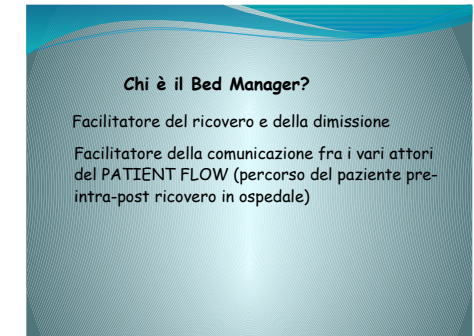 Chi è il Bed Manager?
Facilitatore del ricovero e della dimissione
Facilitatore della comunicazione fra i vari attori
del PATIENT FLOW (percorso del paziente pre-
intra-post ricovero in ospedale)